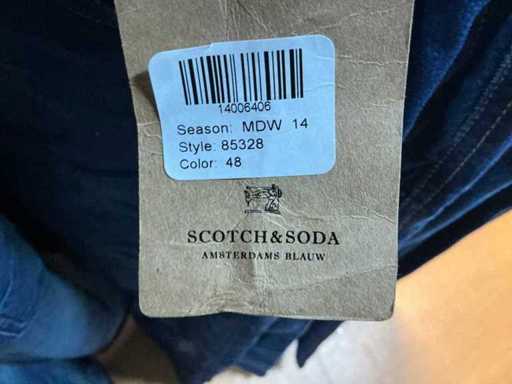 14006406
Season: MDW 14
Style: 85328
Color: 48
SCOTCH&SODA
AMSTERDAMS BLAUW